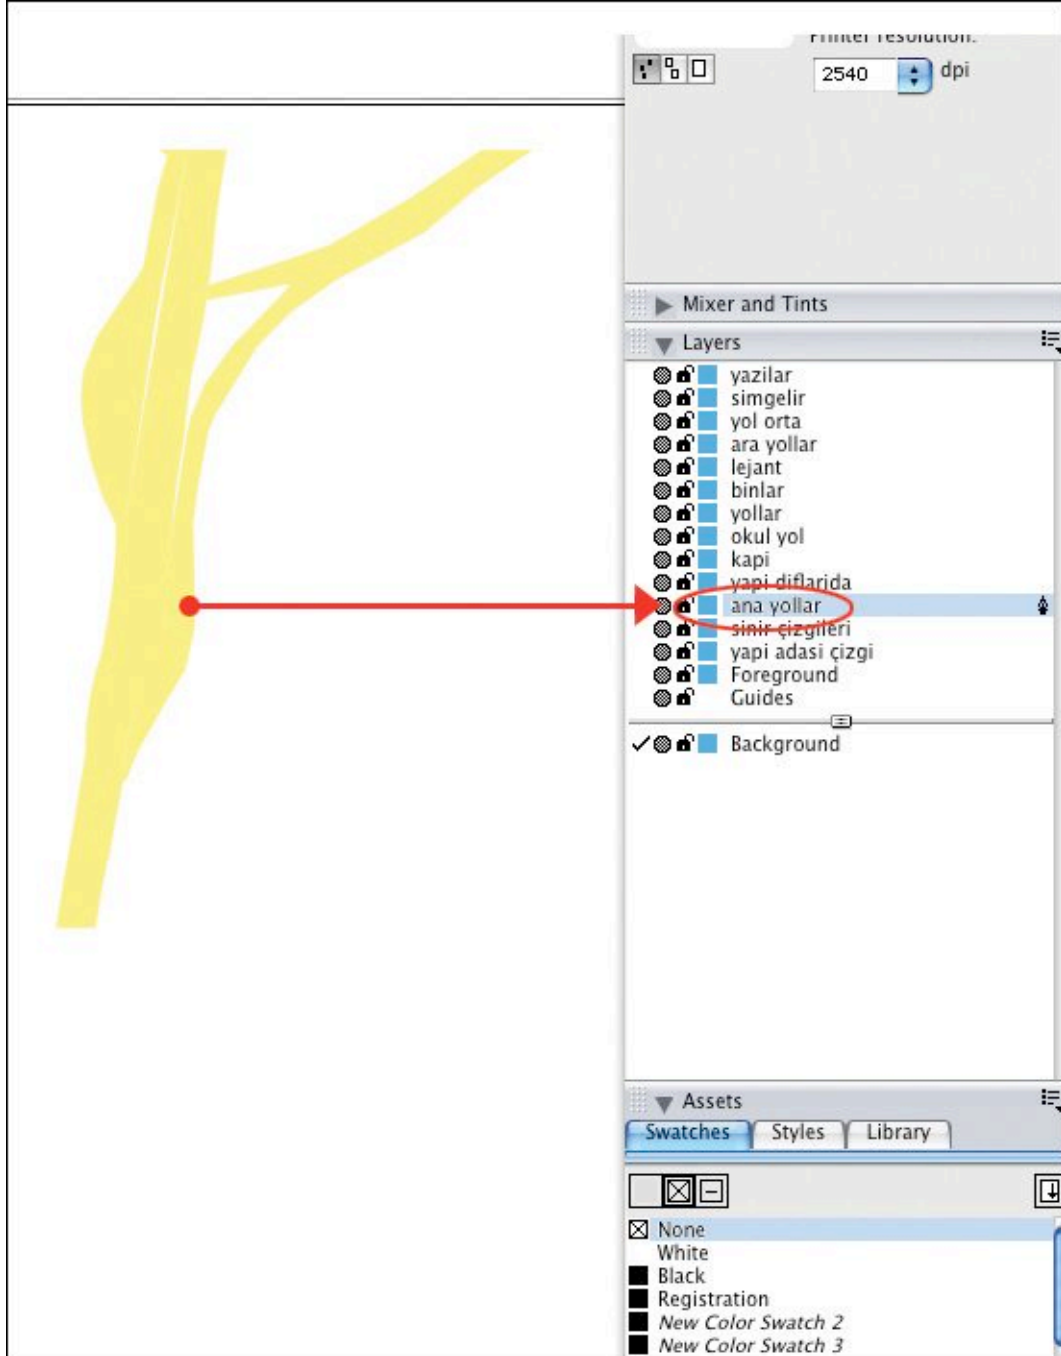 Printer resolution:
2540 dpi
Mixer and Tints
Layers
yazilar
simgelir
yol orta
ara yollar
lejant
binlar
yollar
okul yol
kapi
yapi diflarida
ana yollar
sinir çizgileri
yapi adasi çizgi
Foreground
Guides
Background
Assets
Swatches Styles Library
None
White
Black
Registration
New Color Swatch 2
New Color Swatch 3